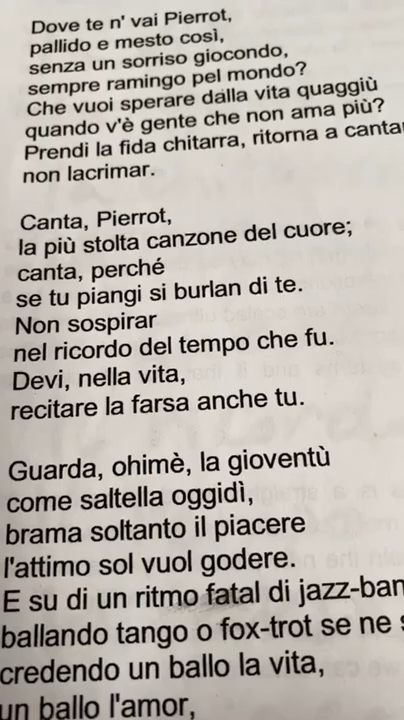 Dove te n' vai Pierrot,
pallido e mesto così,
senza un sorriso giocondo,
sempre ramingo pel mondo?
Che vuoi sperare dalla vita quaggiù
quando v'è gente che non ama più?
Prendi la fida chitarra, ritorna a cantar
non lacrimar.
Canta, Pierrot,
la più stolta canzone del cuore;
canta, perché
se tu piangi si burlan di te.
Non sospirar
nel ricordo del tempo che fu.
Devi, nella vita,
recitare la farsa anche tu.
Guarda, ohimè, la gioventù
come saltella oggidì,
brama soltanto il piacere
l'attimo sol vuol godere.
E su di un ritmo fatal di jazz-ban
ballando tango o fox-trot se ne
credendo un ballo la vita,
un ballo l'amor,